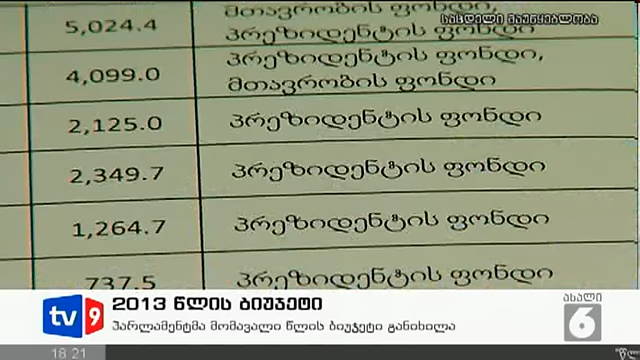 მთავრობის ფონდი,
საცდელი მაუწყებლობა
5,024.4 პრეზიდენტის ფონდი
4,099.0 პრეზიდენტის ფონდი,
მთავრობის ფონდი
2,125.0 პრეზიდენტის ფონდი
2,349.7 პრეზიდენტის ფონდი
1,264.7 პრეზიდენტის ფონდი
737.5 პრეზიდენტის ფონდი
tv9
2013 წლის ბიუჯეტი
პარლამენტმა მომავალი წლის ბიუჯეტი განიხილა
ახალი
6
18 21